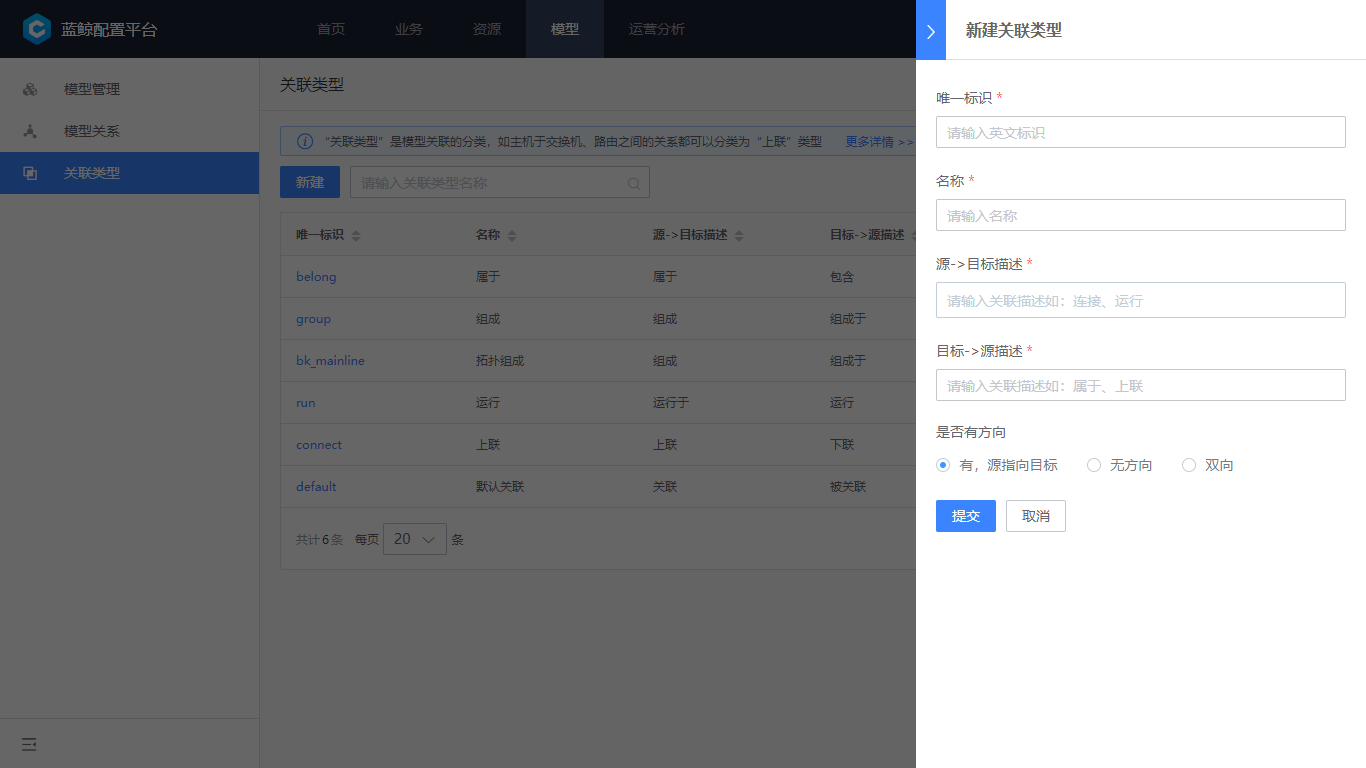 蓝鲸配置平台
首页 业务 资源 模型 运营分析
模型管理
模型关系
关联类型
关联类型
“关联类型”是模型关联的分类，如主机于交换机、路由之间的关系都可以分类为“上联”类型 更多详情 >>
新建 请输入关联类型名称
唯一标识 名称 源->目标描述 目标->源描述
belong 属于 属于 包含
group 组成 组成 组成于
bk_mainline 拓扑组成 组成 组成于
run 运行 运行于 运行
connect 上联 上联 下联
default 默认关联 关联 被关联
共计6条 每页 20 条
新建关联类型
唯一标识 *
请输入英文标识
名称 *
请输入名称
源->目标描述 *
请输入关联描述如：连接、运行
目标->源描述 *
请输入关联描述如：属于、上联
是否有方向
有，源指向目标 无方向 双向
提交 取消